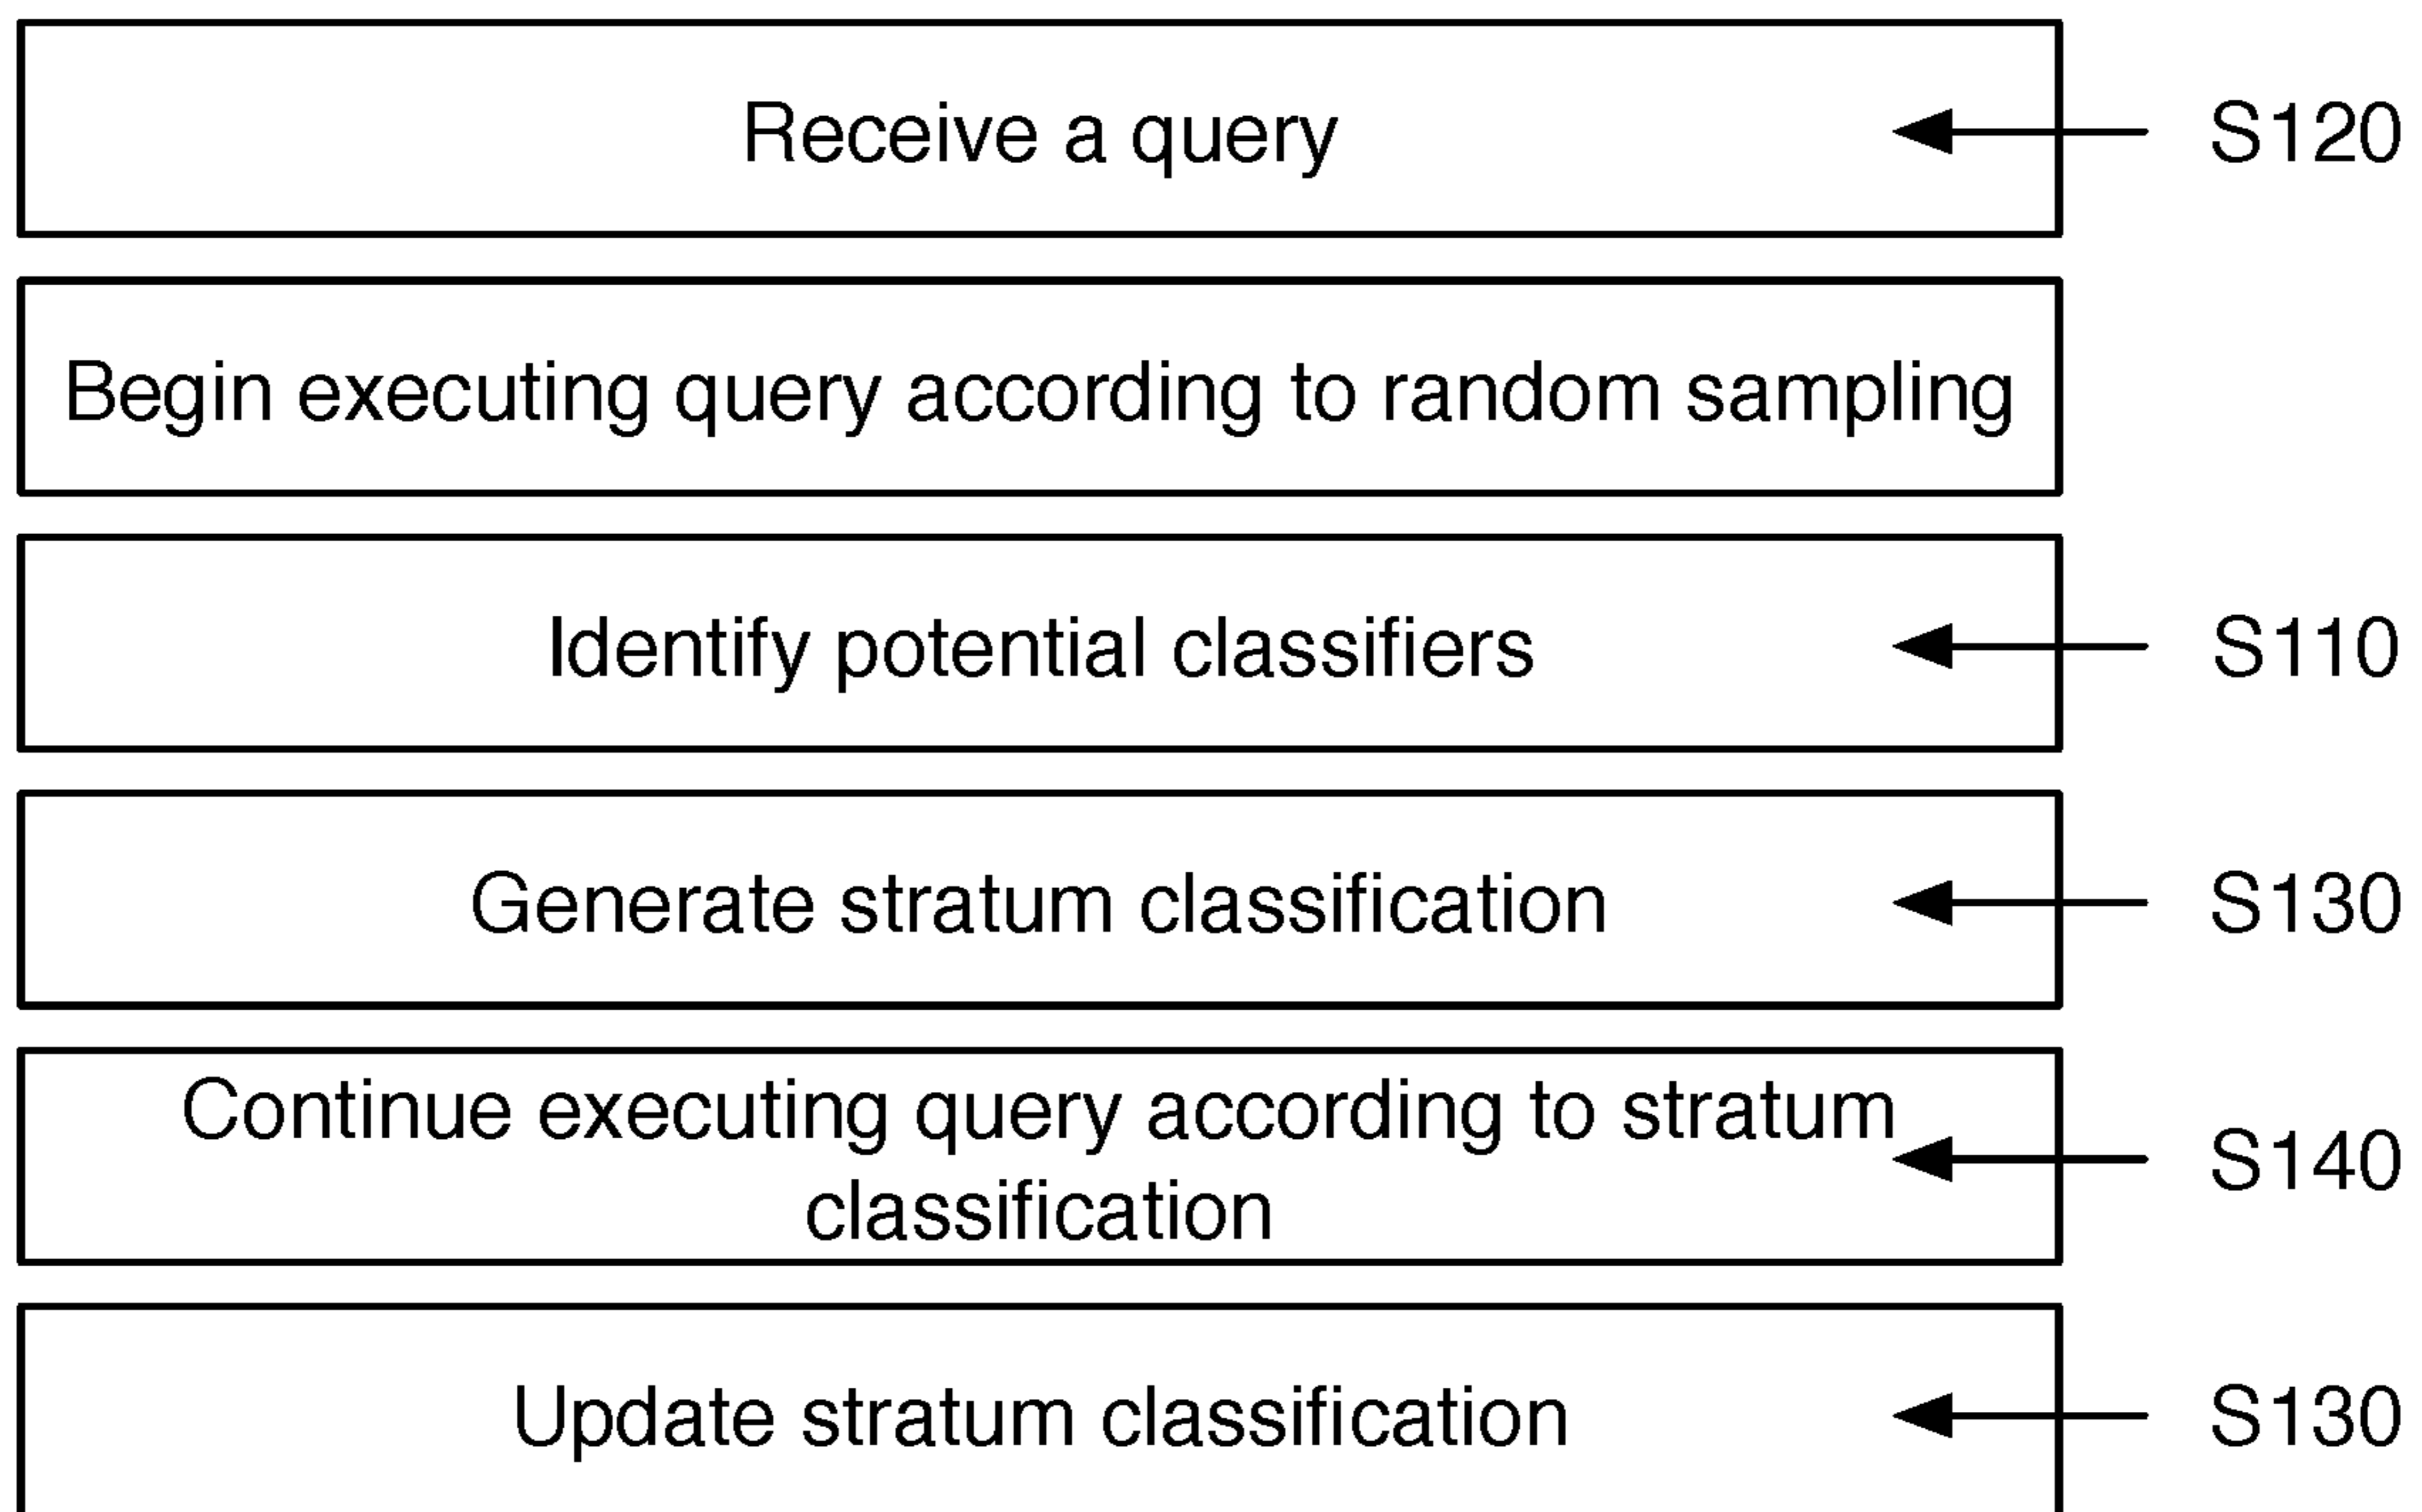 Receive a query
S120
Begin executing query according to random sampling
Identify potential classifiers
S110
Generate stratum classification
S130
Continue executing query according to stratum
classification
S140
Update stratum classification
S130